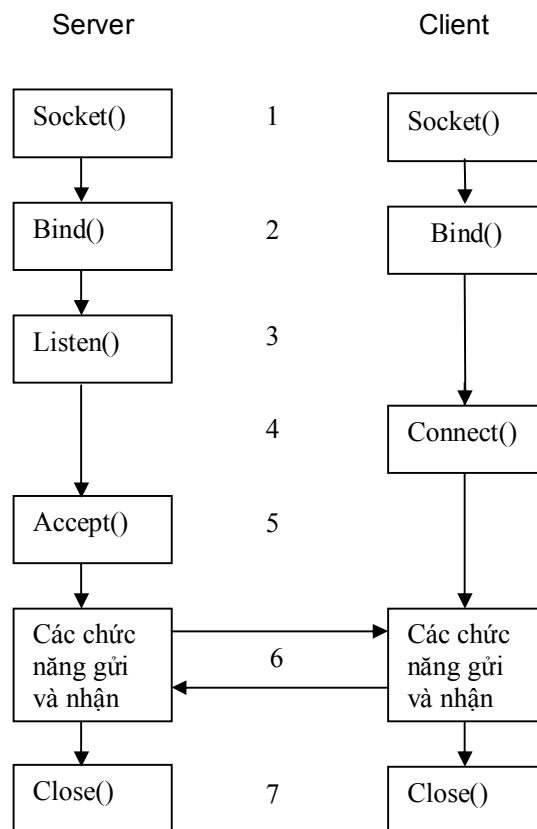 Server Client
Socket() 1 Socket()
Bind() 2 Bind()
Listen() 3
4 Connect()
Accept() 5
Các chức Các chức
năng gửi 6 năng gửi
và nhận và nhận
Close() 7 Close()